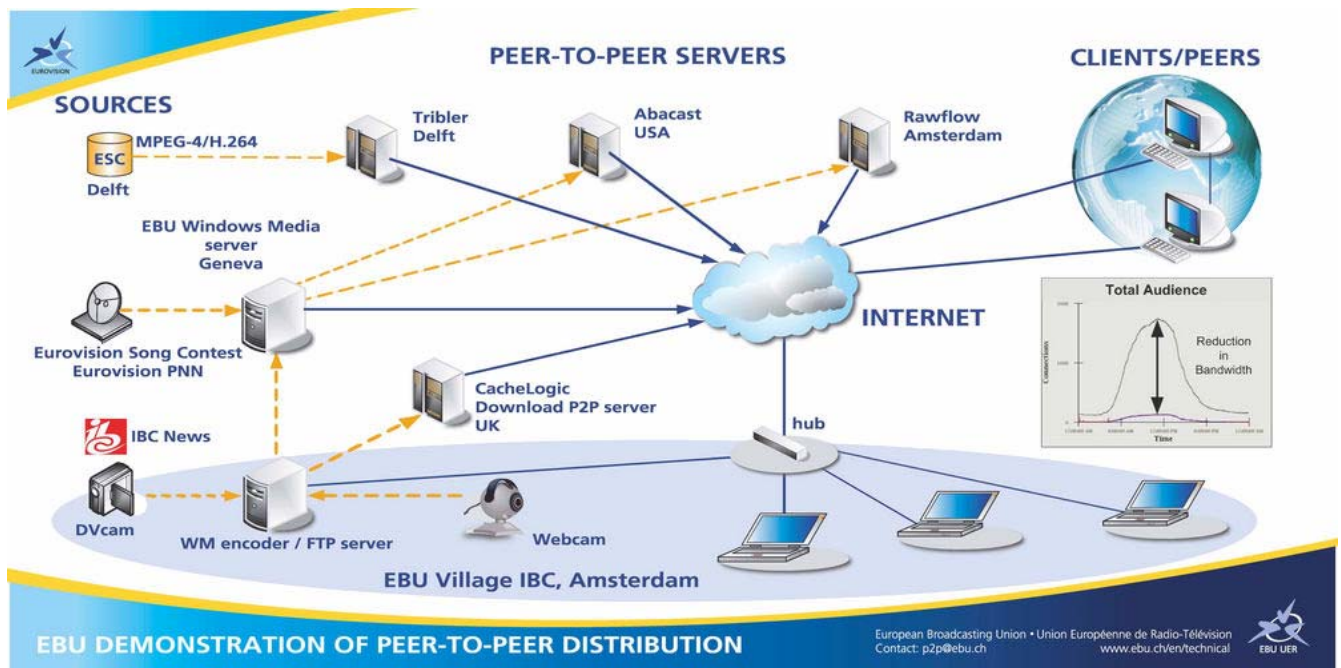 EUROVISION
PEER-TO-PEER SERVERS
CLIENTS/PEERS
SOURCES
MPEG-4/H.264
ESC
Delft
Tribler
Delft
Abacast
USA
Rawflow
Amsterdam
EBU Windows Media
server
Geneva
Eurovision Song Contest
Eurovision PNN
INTERNET
CacheLogic
Download P2P server
UK
hub
Total Audience
Connections
Reduction
in
Bandwidth
Time
IBC News
DVcam
WM encoder / FTP server
Webcam
EBU Village IBC, Amsterdam
EBU DEMONSTRATION OF PEER-TO-PEER DISTRIBUTION
European Broadcasting Union • Union Européenne de Radio-Télévision
Contact: p2p@ebu.ch
www.ebu.ch/en/technical
EBU UER